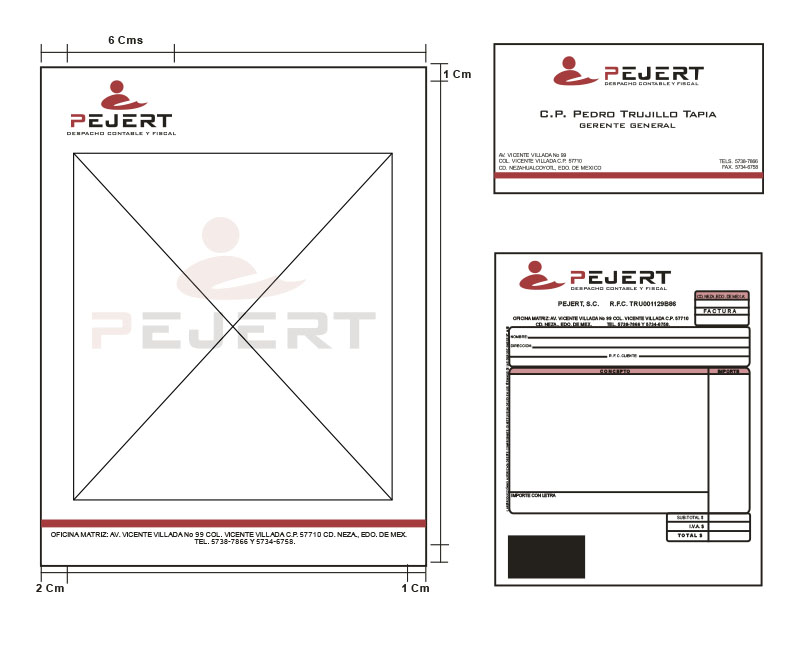 6 Cms
1 Cm
PEJERT
DESPACHO CONTABLE Y FISCAL
PEJERT
OFICINA MATRIZ: AV. VICENTE VILLADA No 99 COL. VICENTE VILLADA C.P. 57710 CD. NEZA., EDO. DE MEX.
TEL. 5738-7866 Y 5734-6758.
2 Cm
1 Cm
PEJERT
DESPACHO CONTABLE Y FISCAL
C.P. PEDRO TRUJILLO TAPIA
GERENTE GENERAL
AV. VICENTE VILLADA No 99
COL. VICENTE VILLADA C.P. 57710
CD. NEZAHUALCOYOTL, EDO. DE MEXICO
TELS. 5738-7866
FAX. 5734-6758
PEJERT
DESPACHO CONTABLE Y FISCAL
PEJERT, S.C. R.F.C. TRU001129B86
CD. NEZA, EDO. DE MEX A
FACTURA
OFICINA MATRIZ: AV. VICENTE VILLADA No 99 COL. VICENTE VILLADA C.P. 57710
CD. NEZA., EDO. DE MEX. TEL. 5738-7866 Y 5734-6758.
NOMBRE
DIRECCION
R.F.C. CLIENTE
CONCEPTO IMPORTE
IMPORTE CON LETRA
SUBTOTAL $
I.V.A. $
TOTAL $